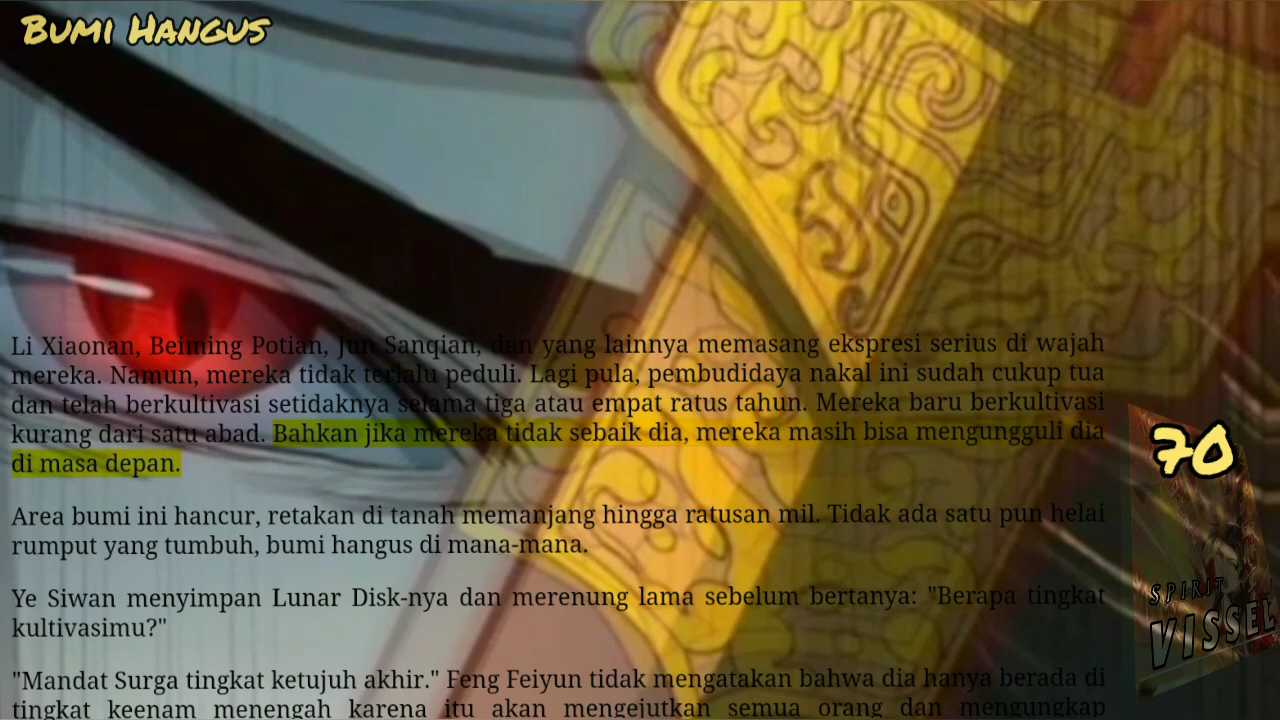 Bumi Hangus
Li Xiaonan, Beiming Potian, Jun Sanqian, dan yang lainnya memasang ekspresi serius di wajah
mereka. Namun, mereka tidak terlalu peduli. Lagi pula, pembudidaya nakal ini sudah cukup tua
dan telah berkultivasi setidaknya selama tiga atau empat ratus tahun. Mereka baru berkultivasi
kurang dari satu abad. Bahkan jika mereka tidak sebaik dia, mereka masih bisa mengungguli dia
di masa depan.
Area bumi ini hancur, retakan di tanah memanjang hingga ratusan mil. Tidak ada satu pun helai
rumput yang tumbuh, bumi hangus di mana-mana.
Ye Siwan menyimpan Lunar Disk-nya dan merenung lama sebelum bertanya: "Berapa tingkat
kultivasimu?"
"Mandat Surga tingkat ketujuh akhir." Feng Feiyun tidak mengatakan bahwa dia hanya berada di
tingkat keenam menengah karena itu akan mengejutkan semua orang dan mengungkap
70
SPIRIT
VISSEL